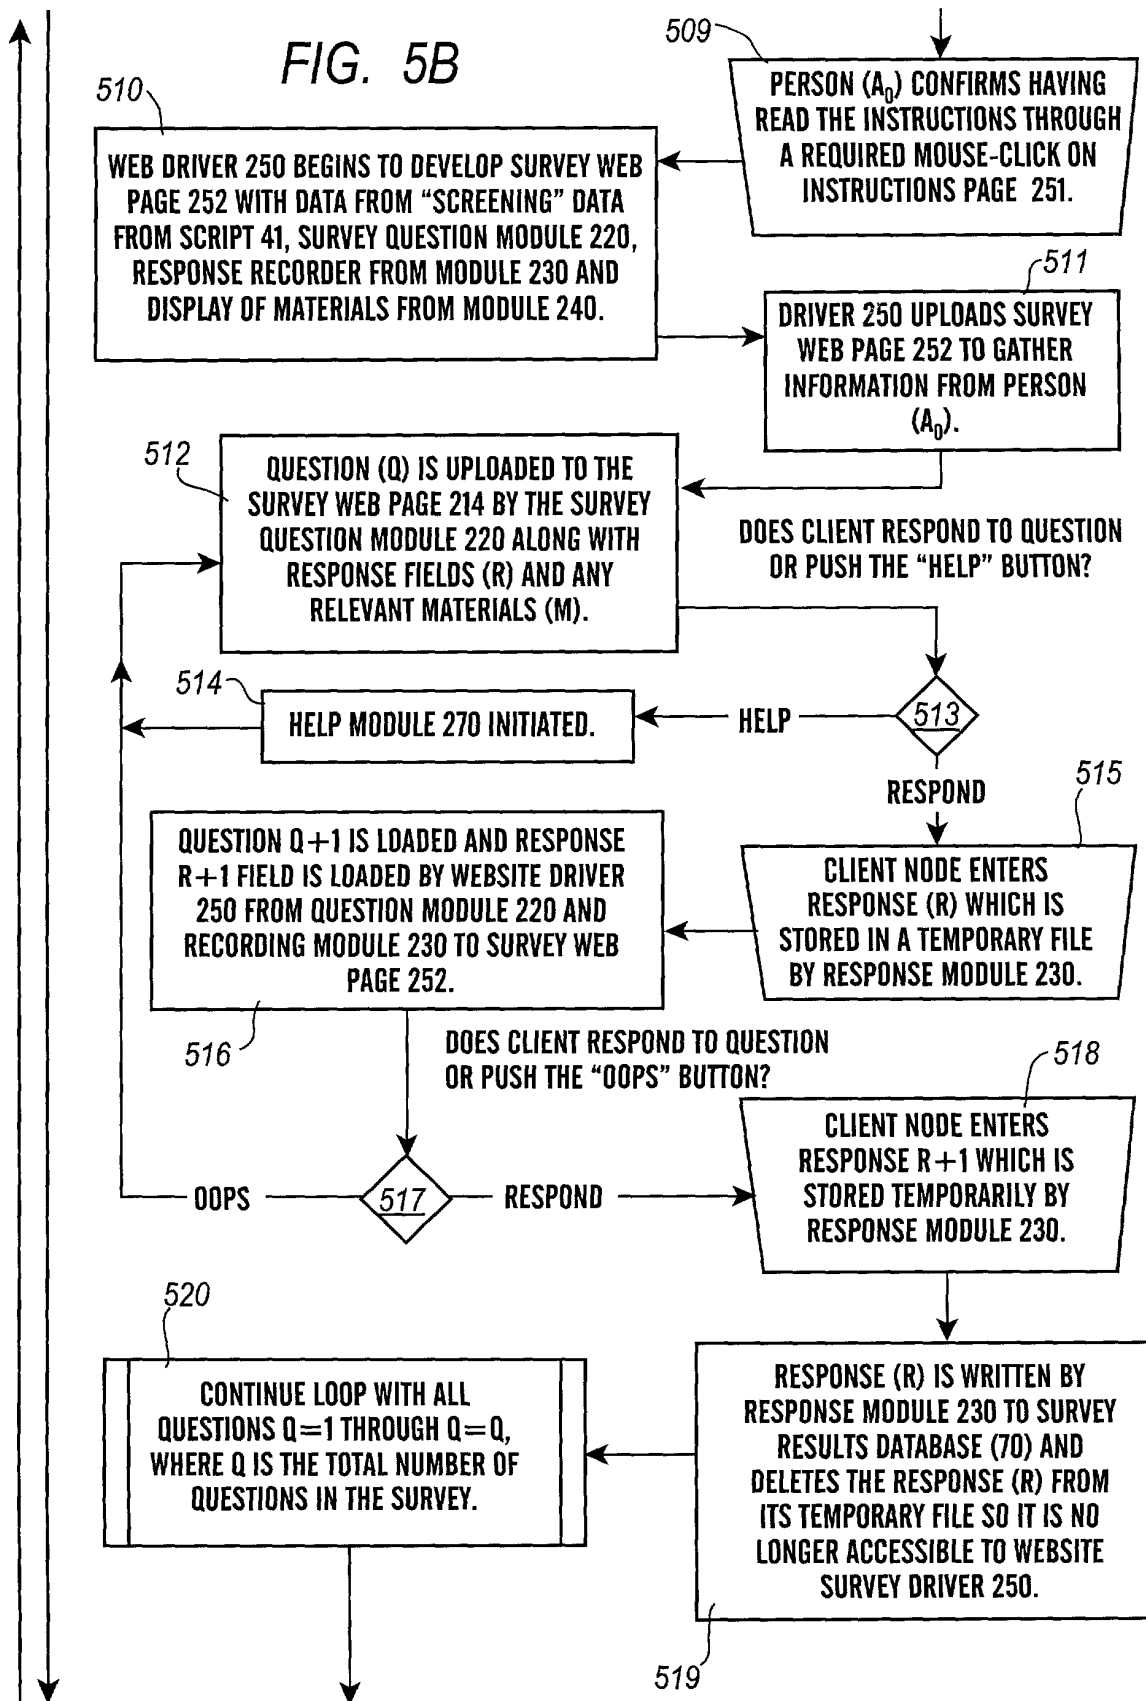 FIG. 5B
509
PERSON (A₀) CONFIRMS HAVING
READ THE INSTRUCTIONS THROUGH
A REQUIRED MOUSE-CLICK ON
INSTRUCTIONS PAGE 251.
510
WEB DRIVER 250 BEGINS TO DEVELOP SURVEY WEB
PAGE 252 WITH DATA FROM “SCREENING” DATA
FROM SCRIPT 41, SURVEY QUESTION MODULE 220,
RESPONSE RECORDER FROM MODULE 230 AND
DISPLAY OF MATERIALS FROM MODULE 240.
511
DRIVER 250 UPLOADS SURVEY
WEB PAGE 252 TO GATHER
INFORMATION FROM PERSON
(A₀).
512
QUESTION (Q) IS UPLOADED TO THE
SURVEY WEB PAGE 214 BY THE SURVEY
QUESTION MODULE 220 ALONG WITH
RESPONSE FIELDS (R) AND ANY
RELEVANT MATERIALS (M).
DOES CLIENT RESPOND TO QUESTION
OR PUSH THE “HELP” BUTTON?
513
HELP
514
HELP MODULE 270 INITIATED.
RESPOND
515
CLIENT NODE ENTERS
RESPONSE (R) WHICH IS
STORED IN A TEMPORARY FILE
BY RESPONSE MODULE 230.
QUESTION Q+1 IS LOADED AND RESPONSE
R+1 FIELD IS LOADED BY WEBSITE DRIVER
250 FROM QUESTION MODULE 220 AND
RECORDING MODULE 230 TO SURVEY WEB
PAGE 252.
516
DOES CLIENT RESPOND TO QUESTION
OR PUSH THE “OOPS” BUTTON?
517
OOPS
RESPOND
518
CLIENT NODE ENTERS
RESPONSE R+1 WHICH IS
STORED TEMPORARILY BY
RESPONSE MODULE 230.
RESPONSE (R) IS WRITTEN BY
RESPONSE MODULE 230 TO SURVEY
RESULTS DATABASE (70) AND
DELETES THE RESPONSE (R) FROM
ITS TEMPORARY FILE SO IT IS NO
LONGER ACCESSIBLE TO WEBSITE
SURVEY DRIVER 250.
519
520
CONTINUE LOOP WITH ALL
QUESTIONS Q=1 THROUGH Q=Q,
WHERE Q IS THE TOTAL NUMBER OF
QUESTIONS IN THE SURVEY.